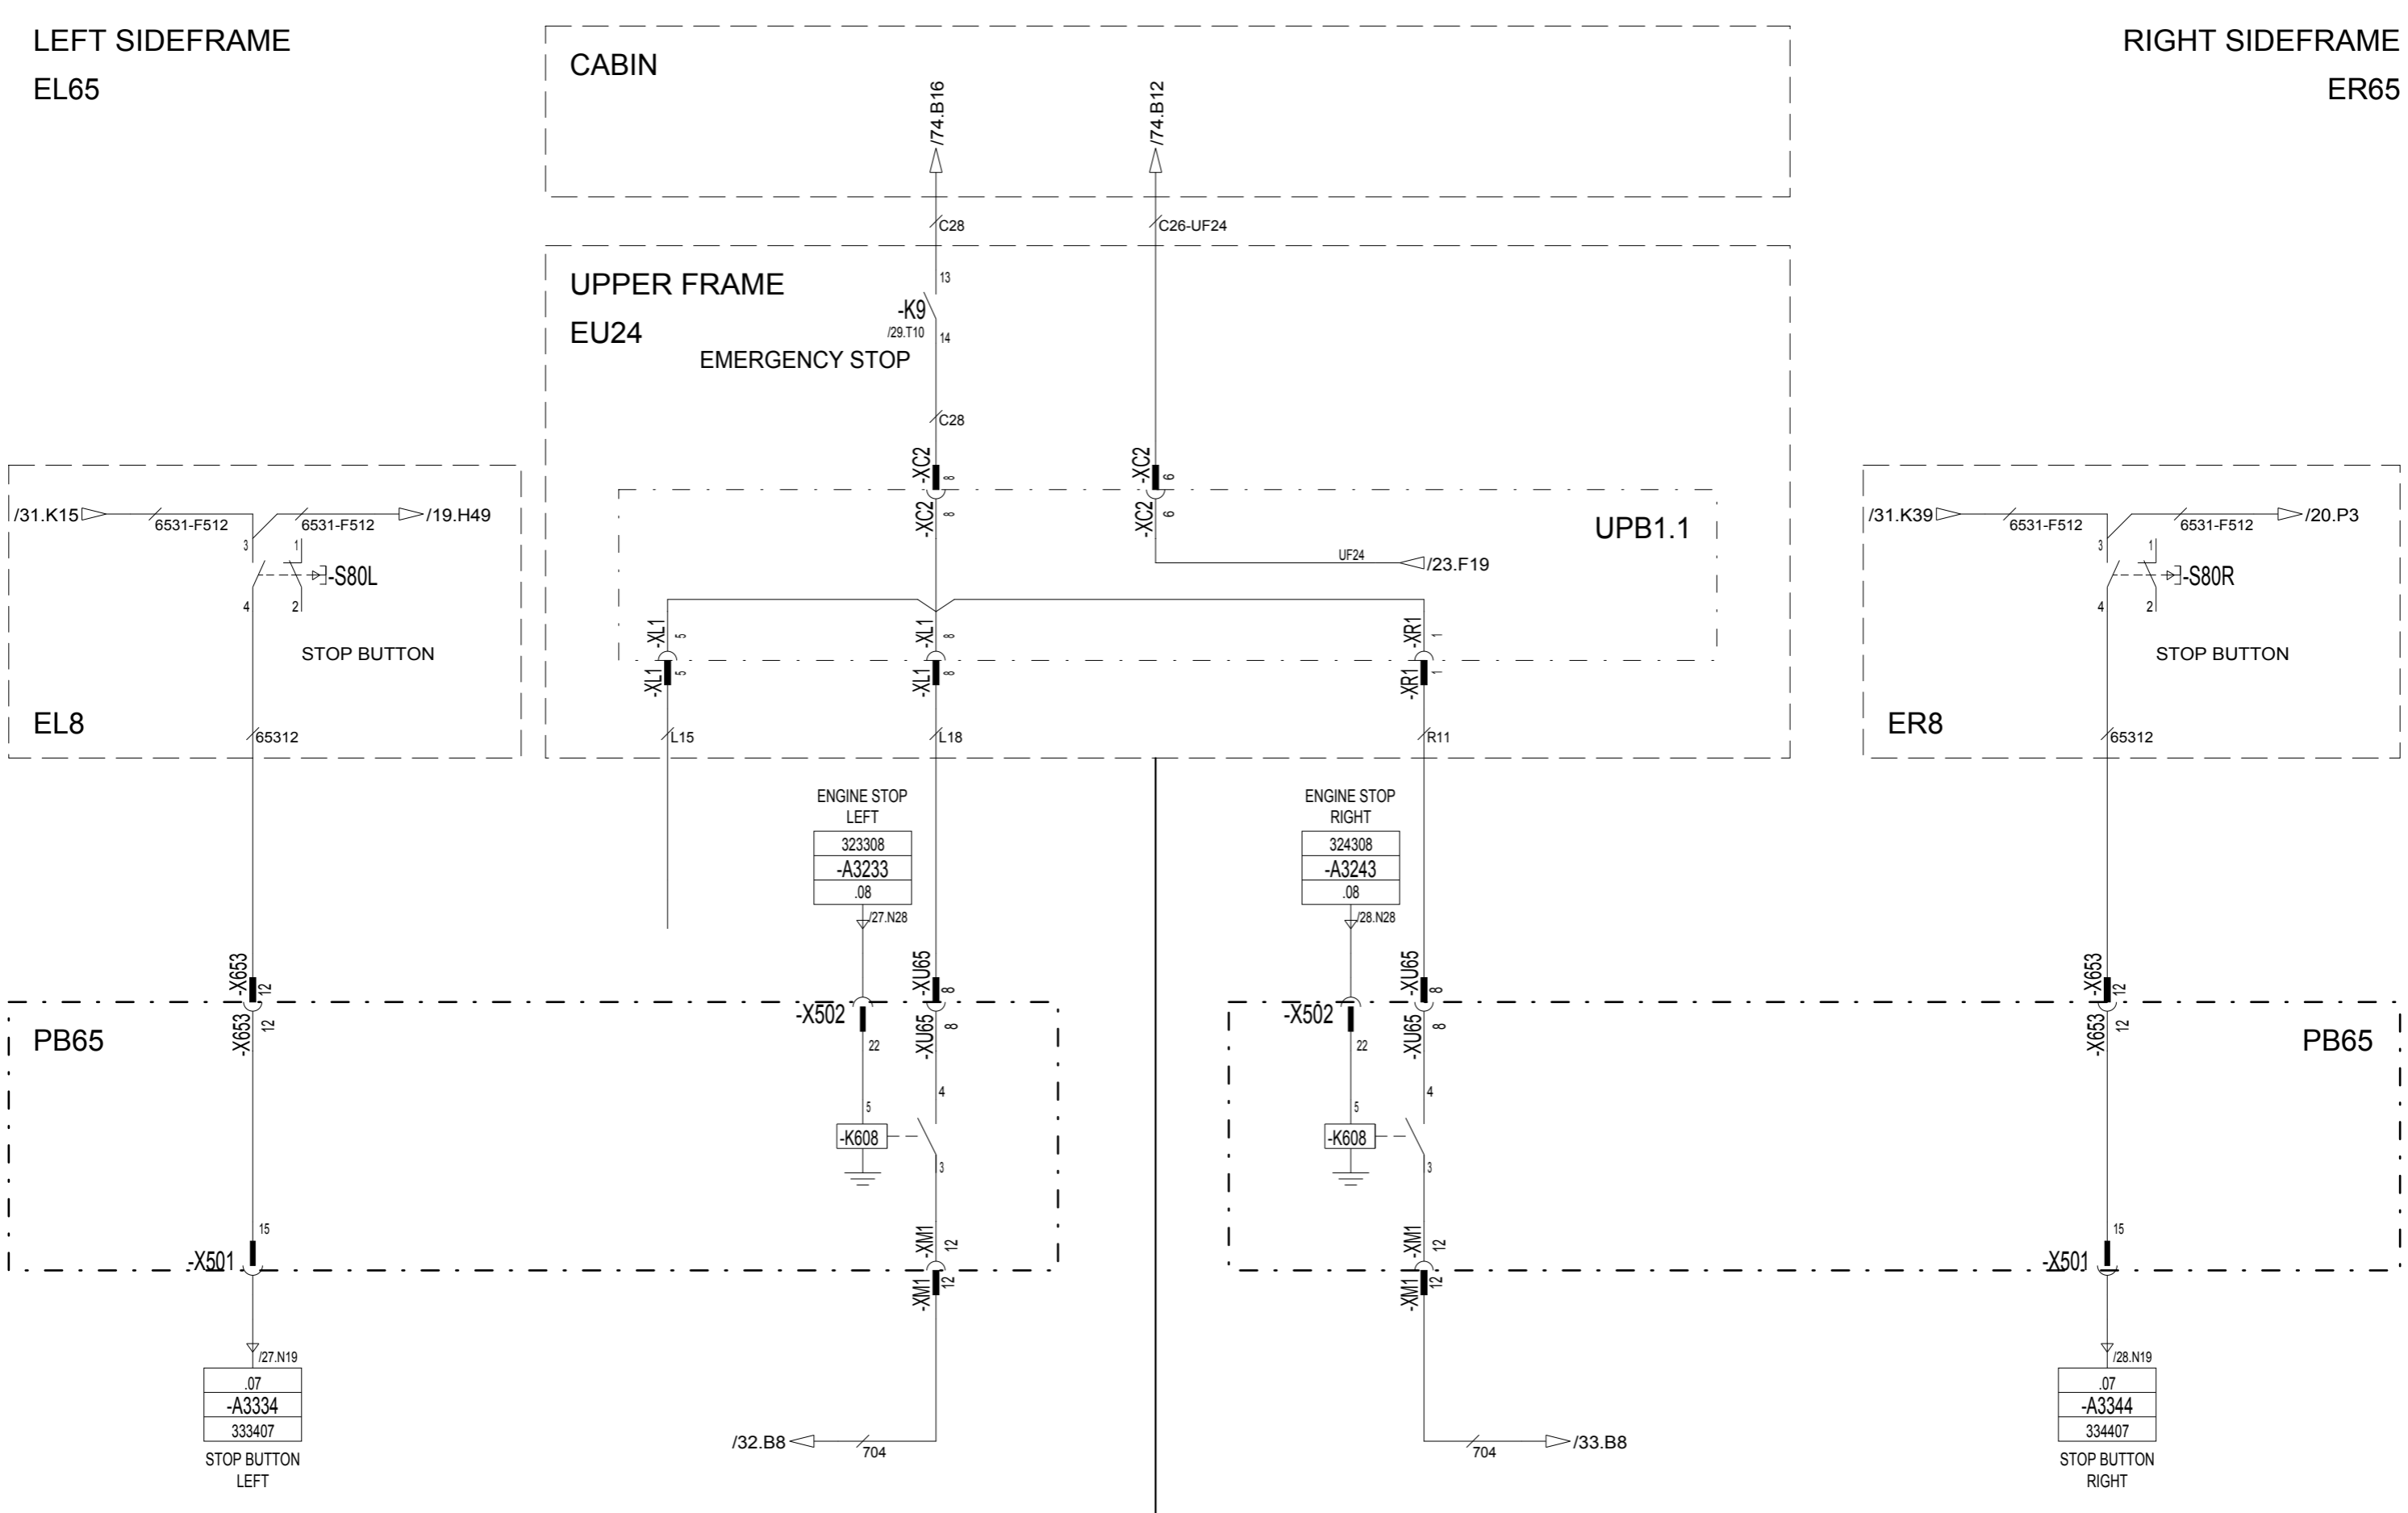 LEFT SIDEFRAME
EL65
CABIN
RIGHT SIDEFRAME
ER65
/74.B16
/74.B12
C28
C26-UF24
UPPER FRAME
EU24
13
-K9
/29.T10
14
EMERGENCY STOP
C28
-XC2
8
-XC2
6
-XC2
8
-XC2
6
UPB1.1
UF24
/23.F19
/31.K15
6531-F512
6531-F512
/19.H49
3
1
-S80L
4
2
STOP BUTTON
EL8
65312
/31.K39
6531-F512
6531-F512
/20.P3
3
1
-S80R
4
2
STOP BUTTON
ER8
65312
-XL1
5
-XL1
8
-XR1
1
-XL1
5
-XL1
8
-XR1
1
L15
L18
R11
ENGINE STOP
LEFT
323308
-A3233
.08
/27.N28
ENGINE STOP
RIGHT
324308
-A3243
.08
/28.N28
-X653
12
-X653
12
PB65
-X502
22
-XU65
8
-XU65
8
5
4
-K608
3
-XM1
12
-XM1
12
-X502
22
-XU65
8
-XU65
8
5
4
-K608
3
-XM1
12
-XM1
12
-X653
12
-X653
12
PB65
15
-X501
/27.N19
.07
-A3334
333407
STOP BUTTON
LEFT
/32.B8
704
704
/33.B8
15
-X501
/28.N19
.07
-A3344
334407
STOP BUTTON
RIGHT